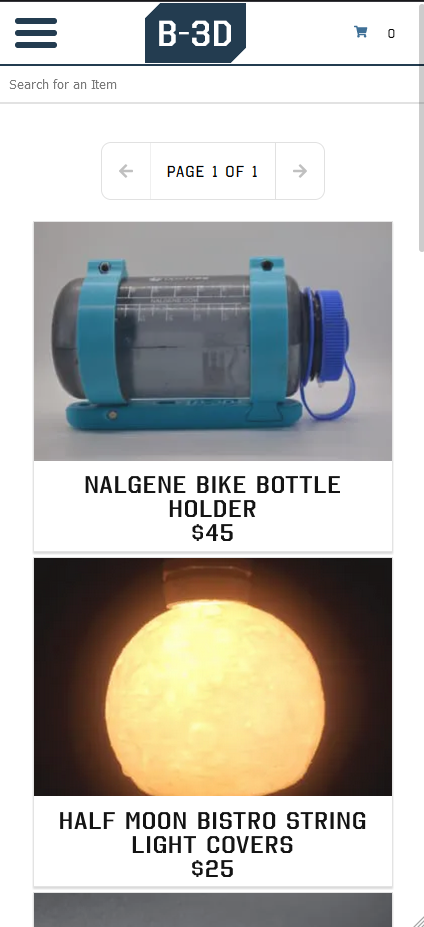 B-3D
0
Search for an Item
PAGE 1 OF 1
NALGENE BIKE BOTTLE
HOLDER
$45
HALF MOON BISTRO STRING
LIGHT COVERS
$25